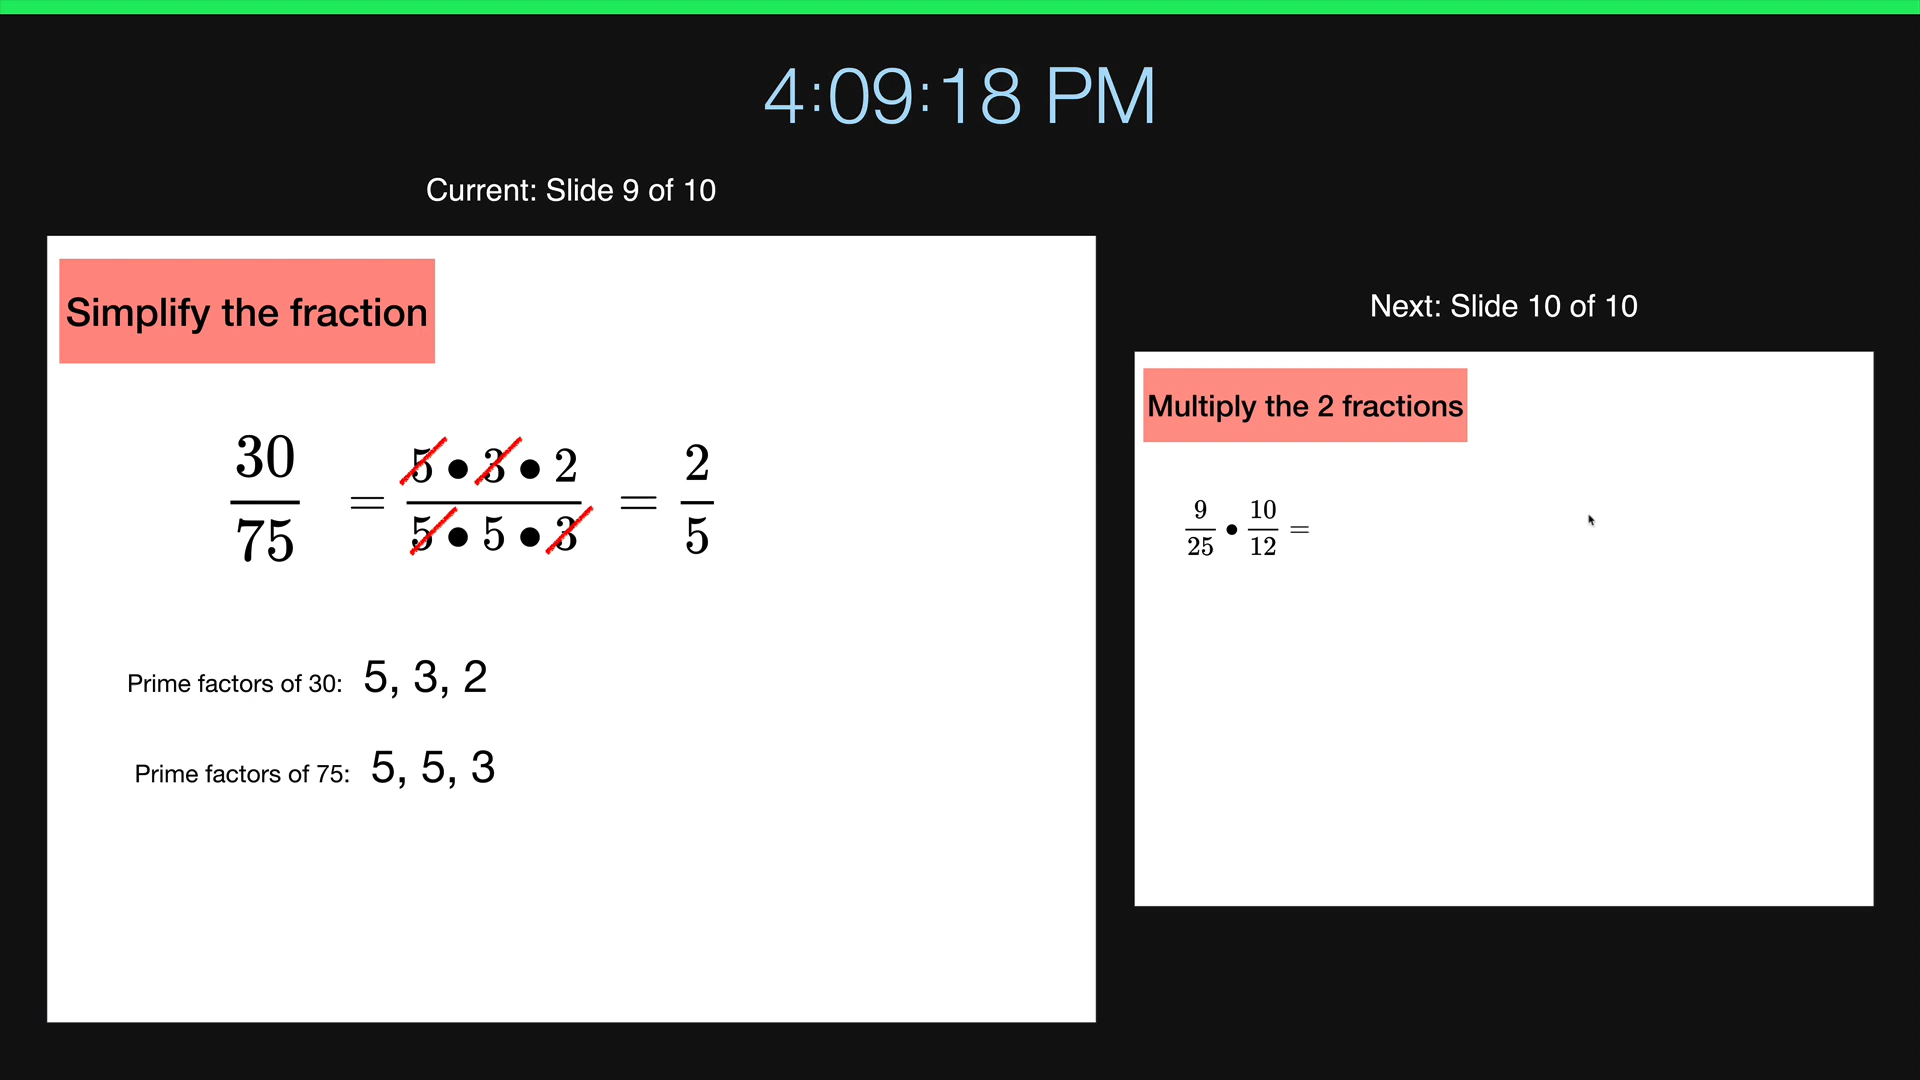 4:09:18 PM
Current: Slide 9 of 10
Simplify the fraction
30/75 = 5 • 3 • 2/5 • 5 • 3 = 2/5
Prime factors of 30: 5, 3, 2
Prime factors of 75: 5, 5, 3
Next: Slide 10 of 10
Multiply the 2 fractions
9/25 • 10/12 =